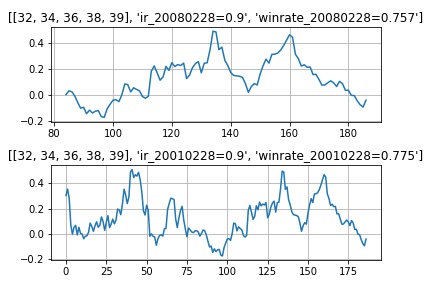 [[32, 34, 36, 38, 39], 'ir_20080228=0.9', 'winrate_20080228=0.757']
0.4
0.2
0.0
−0.2
80 100 120 140 160 180
[[32, 34, 36, 38, 39], 'ir_20010228=0.9', 'winrate_20010228=0.775']
0.4
0.2
0.0
−0.2
0 25 50 75 100 125 150 175